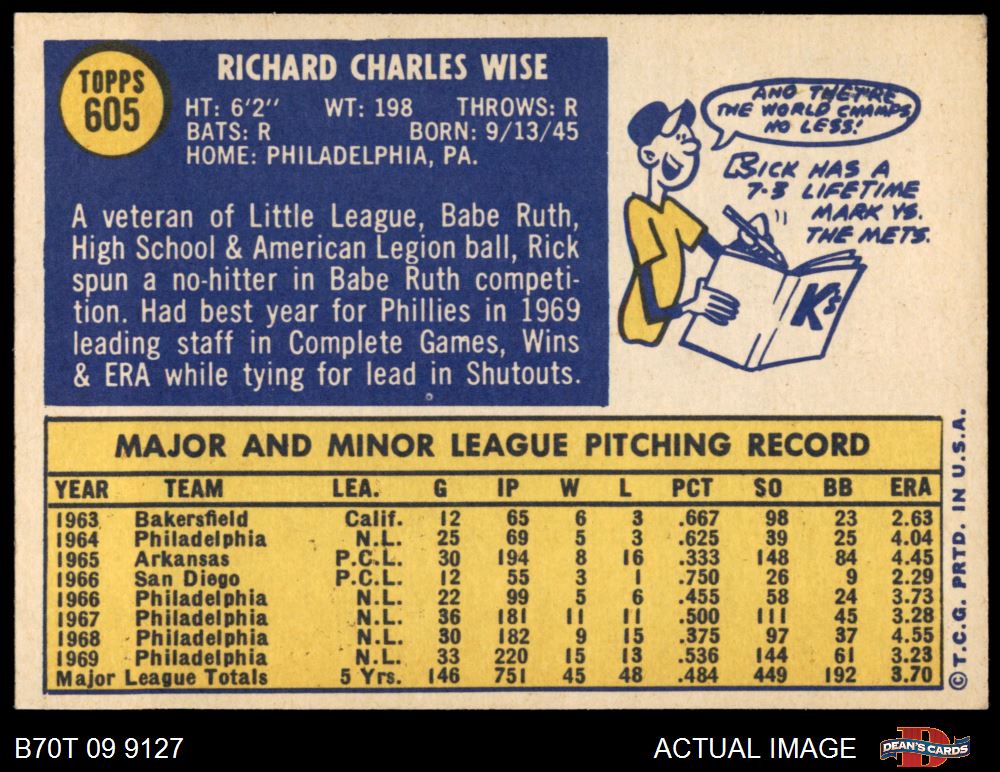 TOPPS
605
RICHARD CHARLES WISE
HT: 6'2" WT: 198 THROWS: R
BATS: R BORN: 9/13/45
HOME: PHILADELPHIA, PA.
A veteran of Little League, Babe Ruth,
High School & American Legion ball, Rick
spun a no-hitter in Babe Ruth competi-
tion. Had best year for Phillies in 1969
leading staff in Complete Games, Wins
& ERA while tying for lead in Shutouts.
AND THEY'RE
THE WORLD CHAMPS,
NO LESS!
RICK HAS A
7-3 LIFETIME
MARK VS.
THE METS.
K's
MAJOR AND MINOR LEAGUE PITCHING RECORD
YEAR TEAM LEA. G IP W L PCT SO BB ERA
1963 Bakersfield Calif. 12 65 6 3 .667 98 23 2.63
1964 Philadelphia N.L. 25 69 5 3 .625 39 25 4.04
1965 Arkansas P.C.L. 30 194 8 16 .333 148 84 4.45
1966 San Diego P.C.L. 12 55 3 1 .750 26 9 2.29
1966 Philadelphia N.L. 22 99 5 6 .455 58 24 3.73
1967 Philadelphia N.L. 36 181 11 11 .500 111 45 3.28
1968 Philadelphia N.L. 30 182 9 15 .375 97 37 4.55
1969 Philadelphia N.L. 33 220 15 13 .536 144 61 3.23
Major League Totals 5 Yrs. 146 751 45 48 .484 449 192 3.70
©T.C.G. PRTD. IN U.S.A.
B70T 09 9127
ACTUAL IMAGE
D
DEAN'S CARDS